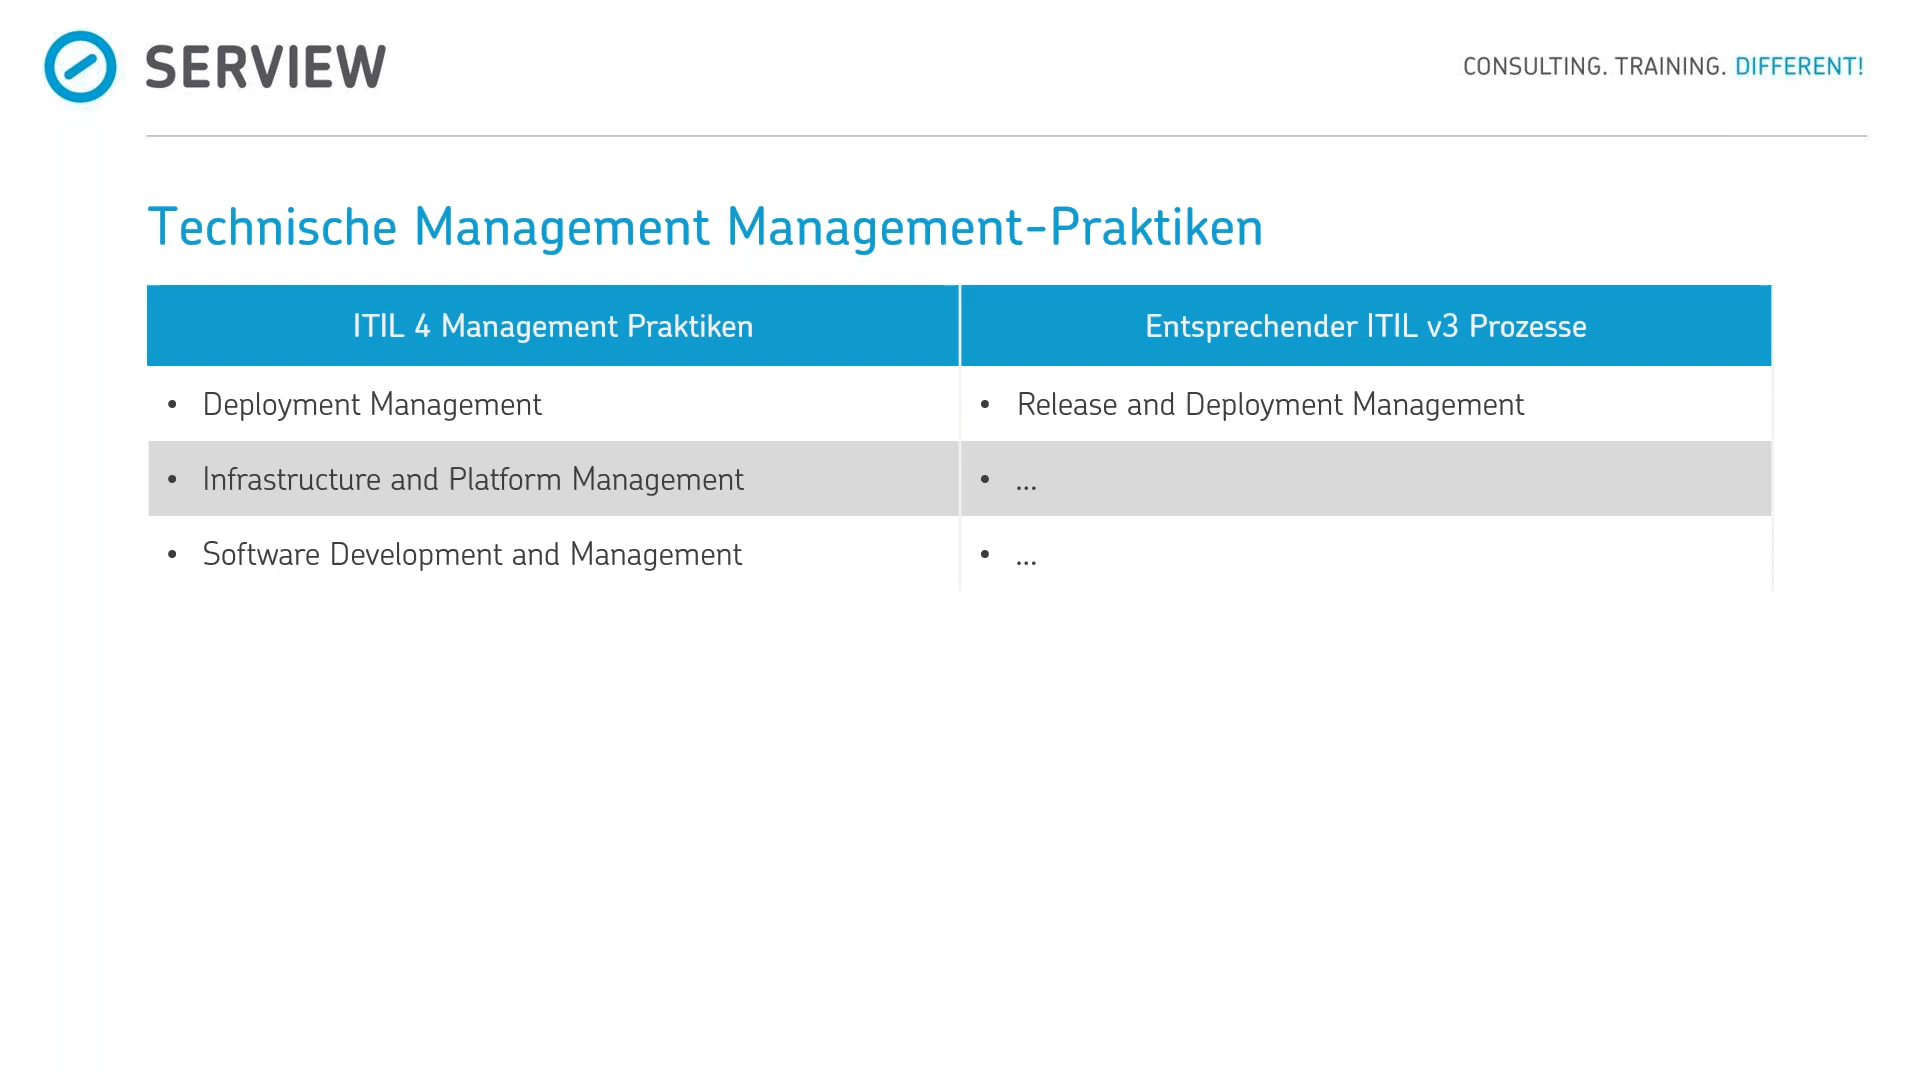 SERVIEW
CONSULTING. TRAINING. DIFFERENT!
Technische Management Management-Praktiken
ITIL 4 Management Praktiken
Entsprechender ITIL v3 Prozesse
• Deployment Management
• Release and Deployment Management
• Infrastructure and Platform Management
• ...
• Software Development and Management
• ...